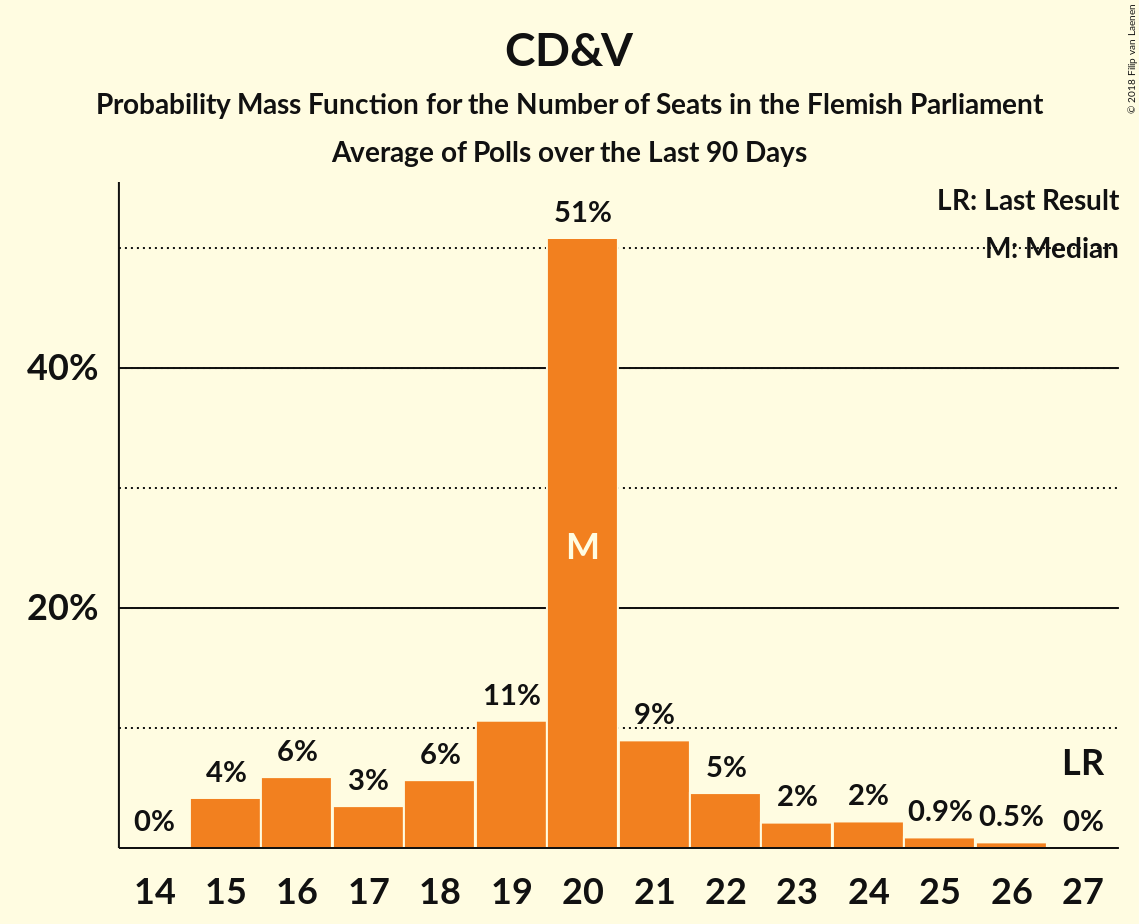 CD&V
Probability Mass Function for the Number of Seats in the Flemish Parliament
Average of Polls over the Last 90 Days
© 2018 Filip van Laenen
LR: Last Result
M: Median
40%
20%
0%
4%
6%
3%
6%
11%
51%
9%
5%
2%
2%
0.9%
0.5%
0%
M
LR
14 15 16 17 18 19 20 21 22 23 24 25 26 27